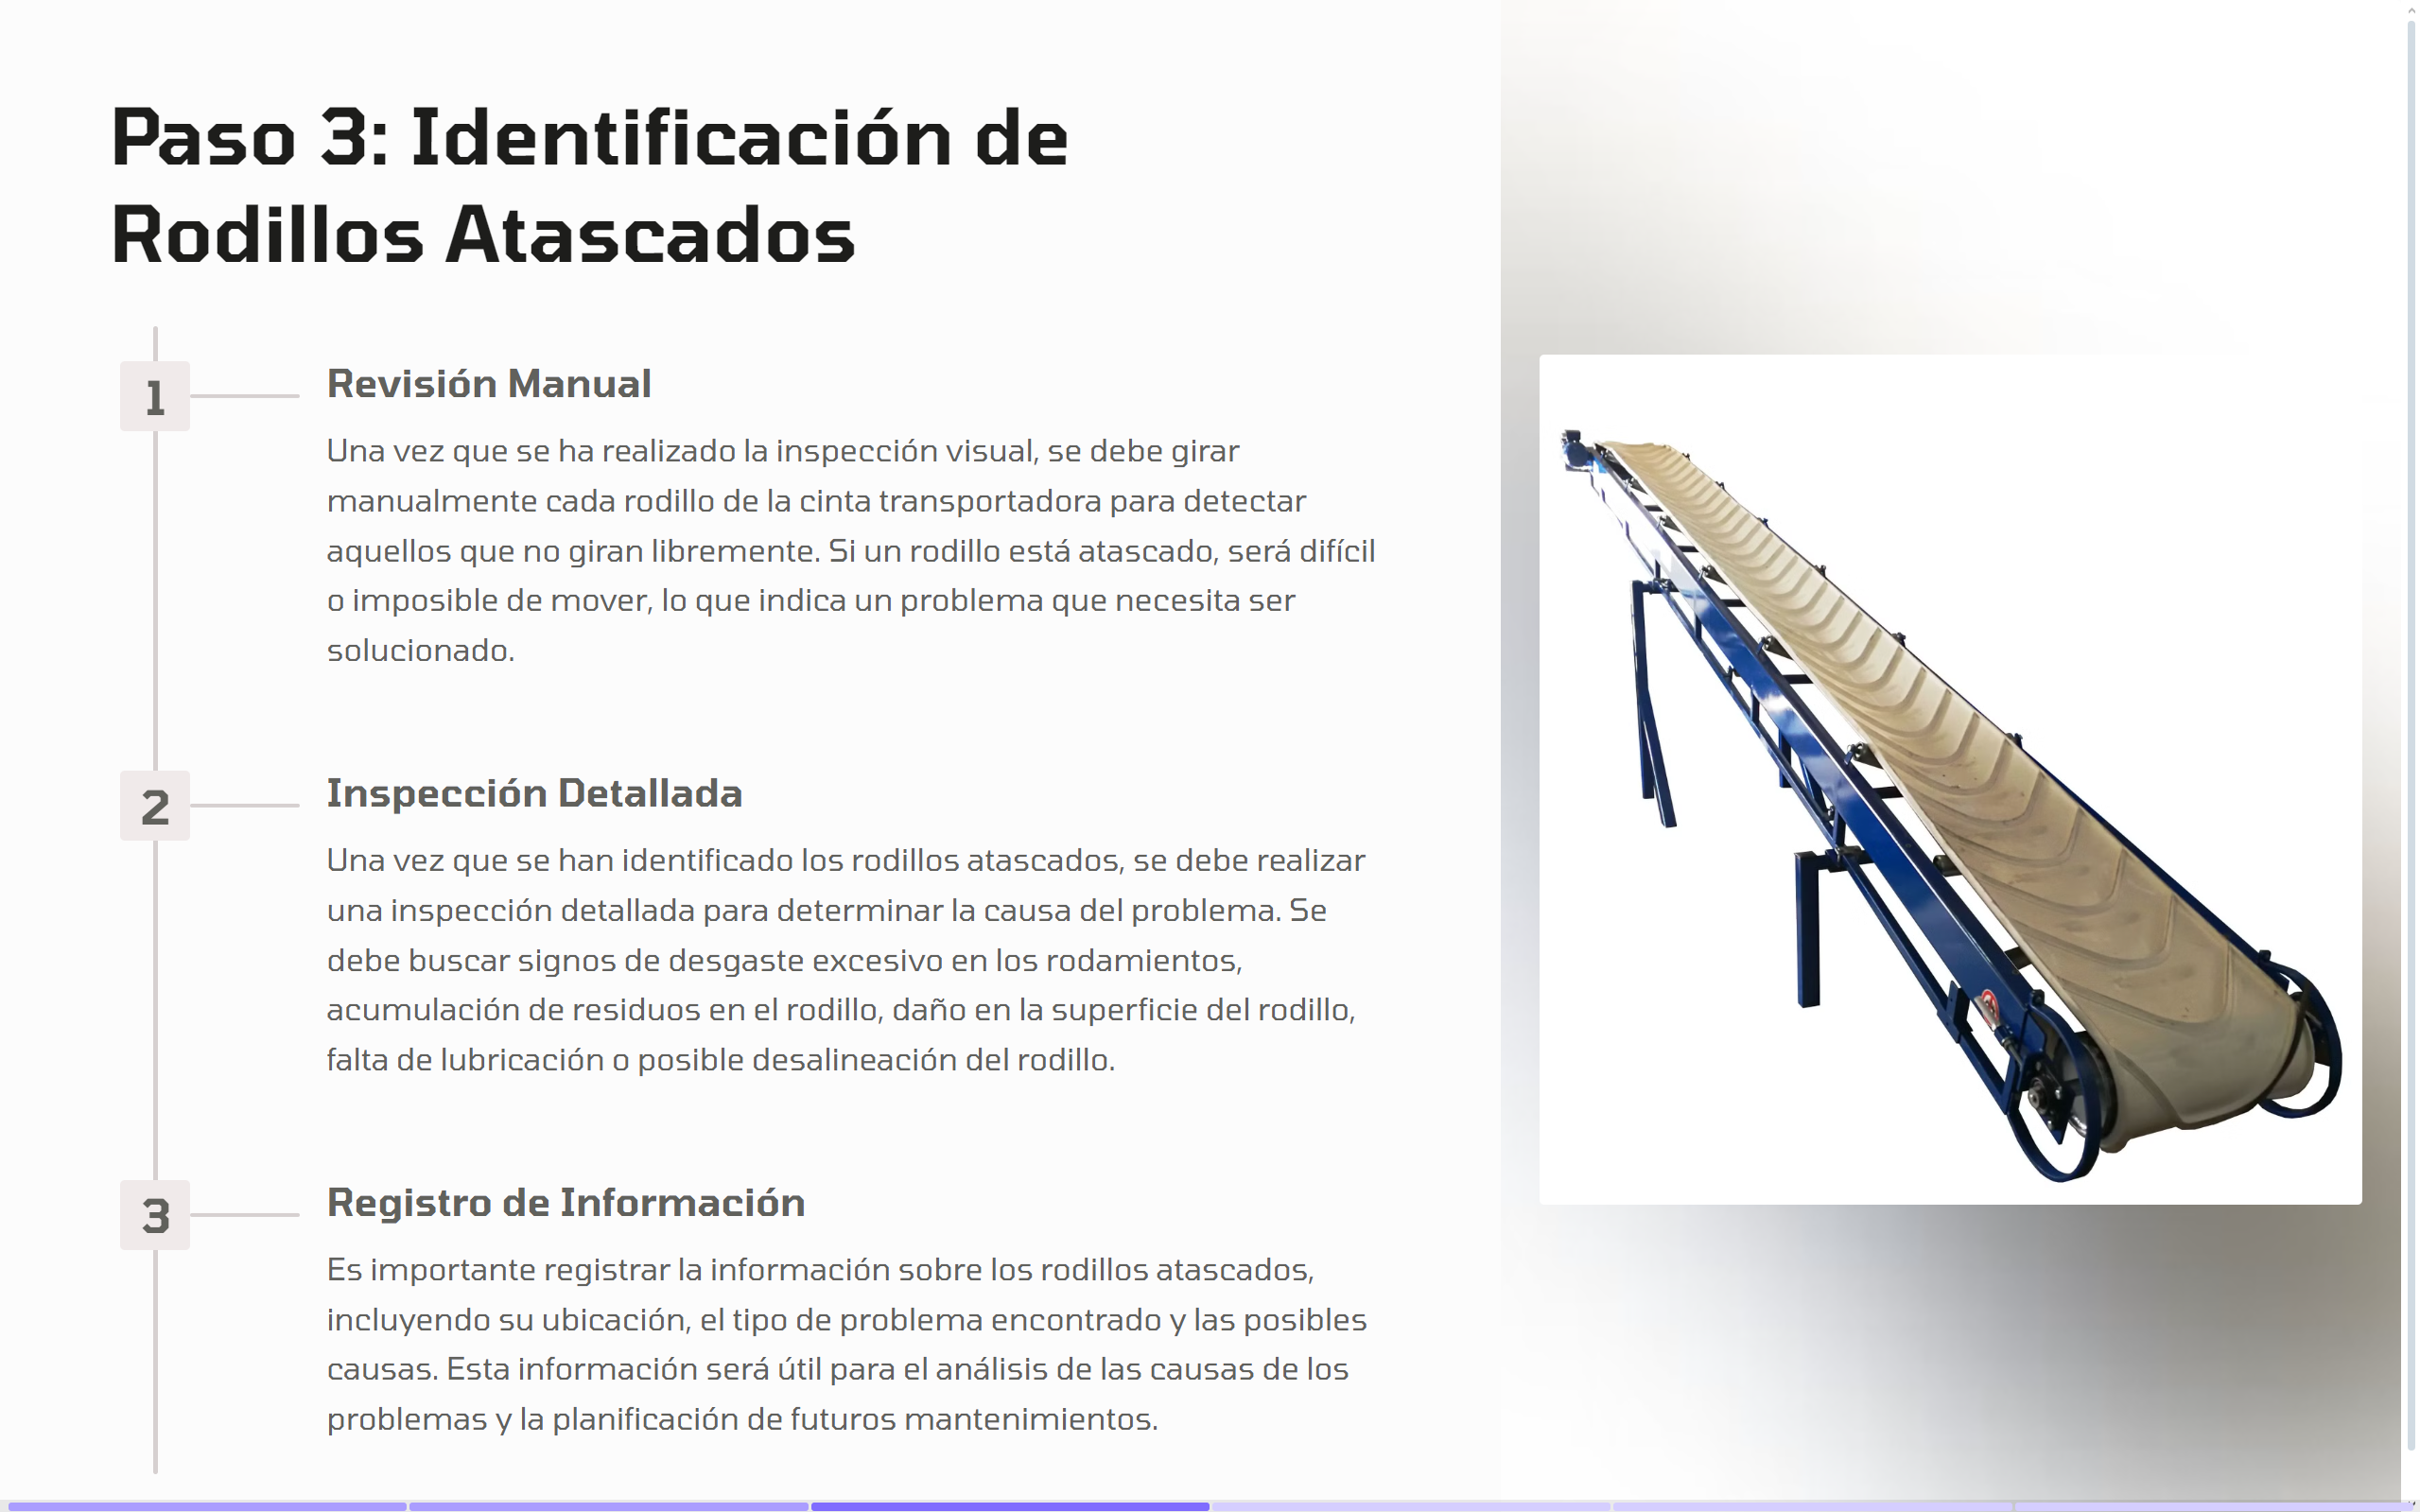 Paso 3: Identificación de
Rodillos Atascados
1
Revisión Manual
Una vez que se ha realizado la inspección visual, se debe girar
manualmente cada rodillo de la cinta transportadora para detectar
aquellos que no giran libremente. Si un rodillo está atascado, será difícil
o imposible de mover, lo que indica un problema que necesita ser
solucionado.
2
Inspección Detallada
Una vez que se han identificado los rodillos atascados, se debe realizar
una inspección detallada para determinar la causa del problema. Se
debe buscar signos de desgaste excesivo en los rodamientos,
acumulación de residuos en el rodillo, daño en la superficie del rodillo,
falta de lubricación o posible desalineación del rodillo.
3
Registro de Información
Es importante registrar la información sobre los rodillos atascados,
incluyendo su ubicación, el tipo de problema encontrado y las posibles
causas. Esta información será útil para el análisis de las causas de los
problemas y la planificación de futuros mantenimientos.